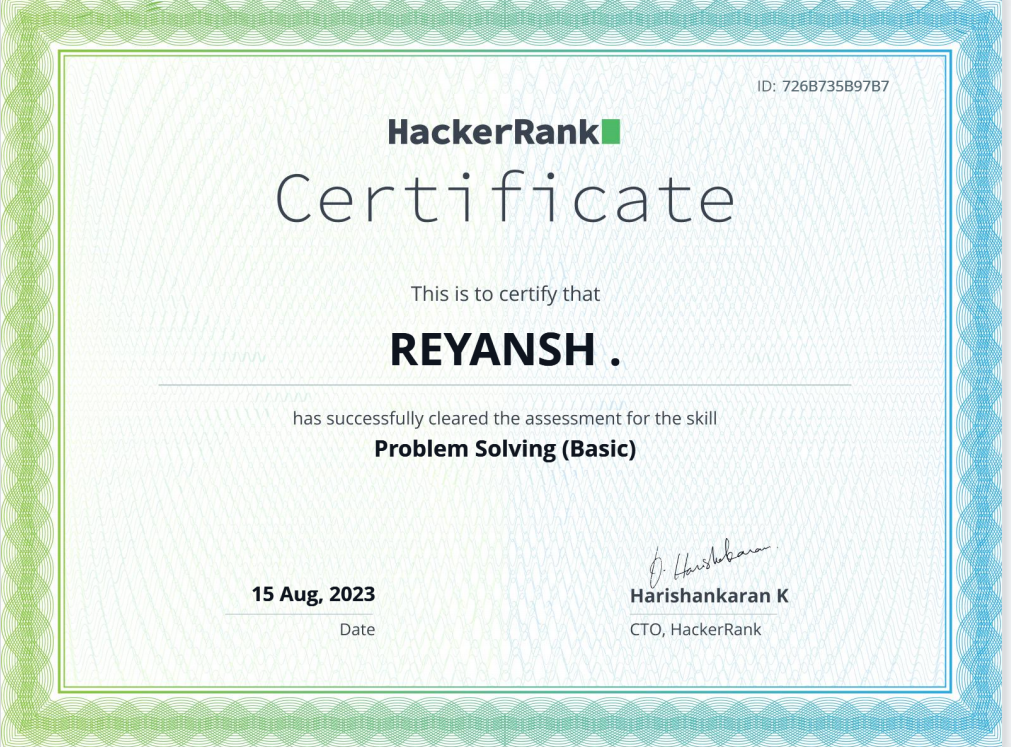 ID: 726B735B97B7
HackerRank
Certificate
This is to certify that
REYANSH .
has successfully cleared the assessment for the skill
Problem Solving (Basic)
15 Aug, 2023
Harishankaran K
Date
CTO, HackerRank